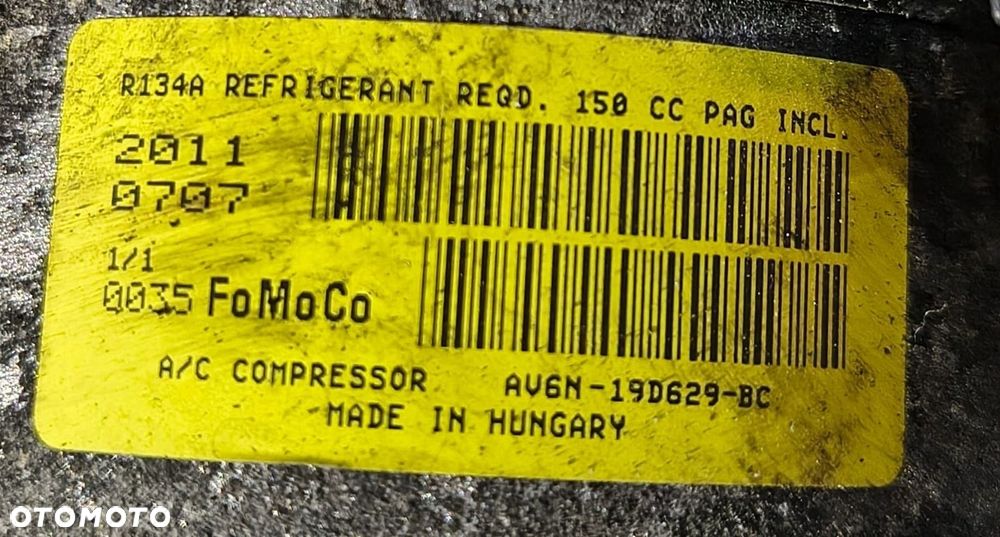 R134A REFRIGERANT REQD. 150 CC PAG INCL.
2011
0707
1/1
0035 FoMoCo
A/C COMPRESSOR AV6N-19D629-BC
MADE IN HUNGARY
OTOMOTO